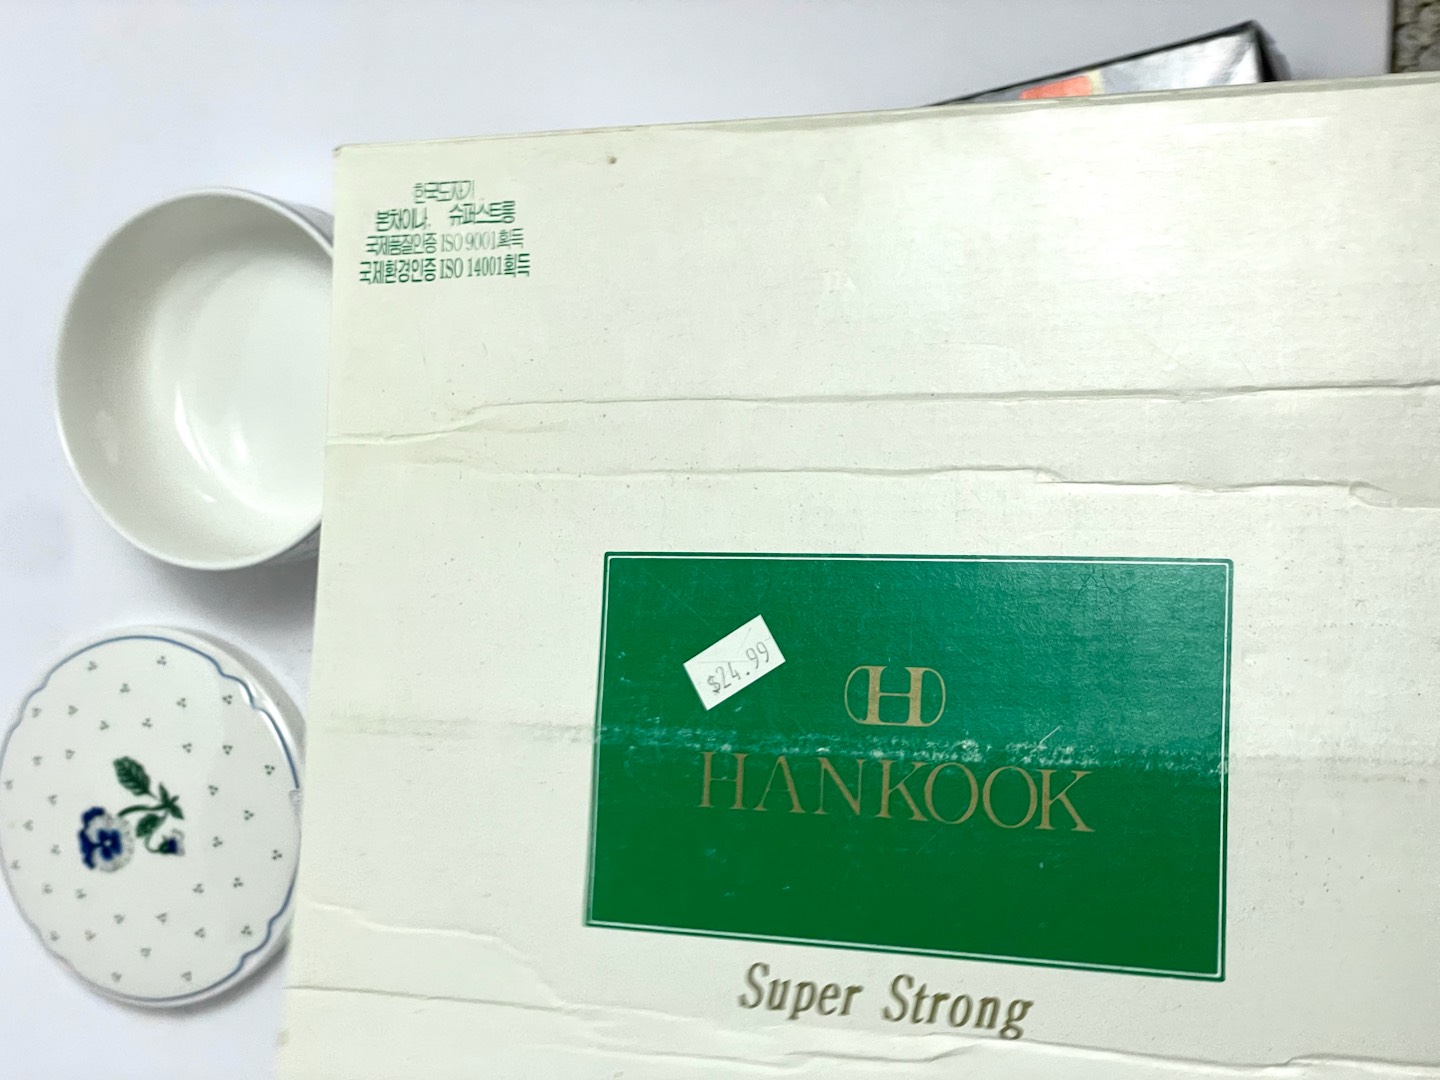 한국도자기
본차이나. 슈퍼스트롱
국제품질인증 ISO 9001획득
국제환경인증 ISO 14001획득
$24.99
H
HANKOOK
Super Strong